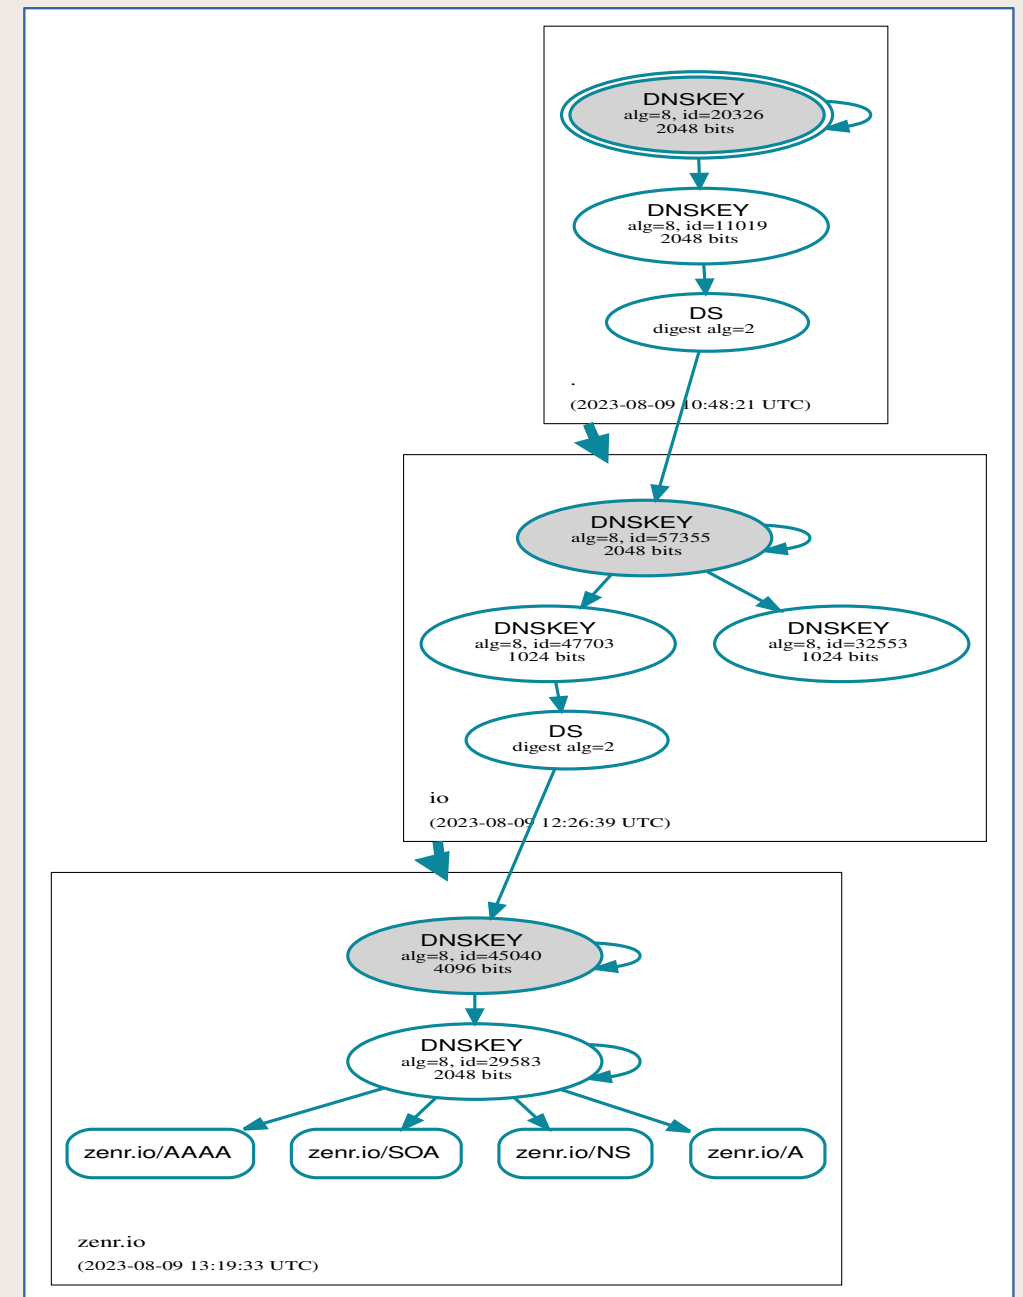 DNSKEY
alg=8, id=20326
2048 bits
DNSKEY
alg=8, id=11019
2048 bits
DS
digest alg=2
.
(2023-08-09 10:48:21 UTC)
DNSKEY
alg=8, id=57355
2048 bits
DNSKEY
alg=8, id=47703
1024 bits
DNSKEY
alg=8, id=32553
1024 bits
DS
digest alg=2
io
(2023-08-09 12:26:39 UTC)
DNSKEY
alg=8, id=45040
4096 bits
DNSKEY
alg=8, id=29583
2048 bits
zenr.io/AAAA
zenr.io/SOA
zenr.io/NS
zenr.io/A
zenr.io
(2023-08-09 13:19:33 UTC)